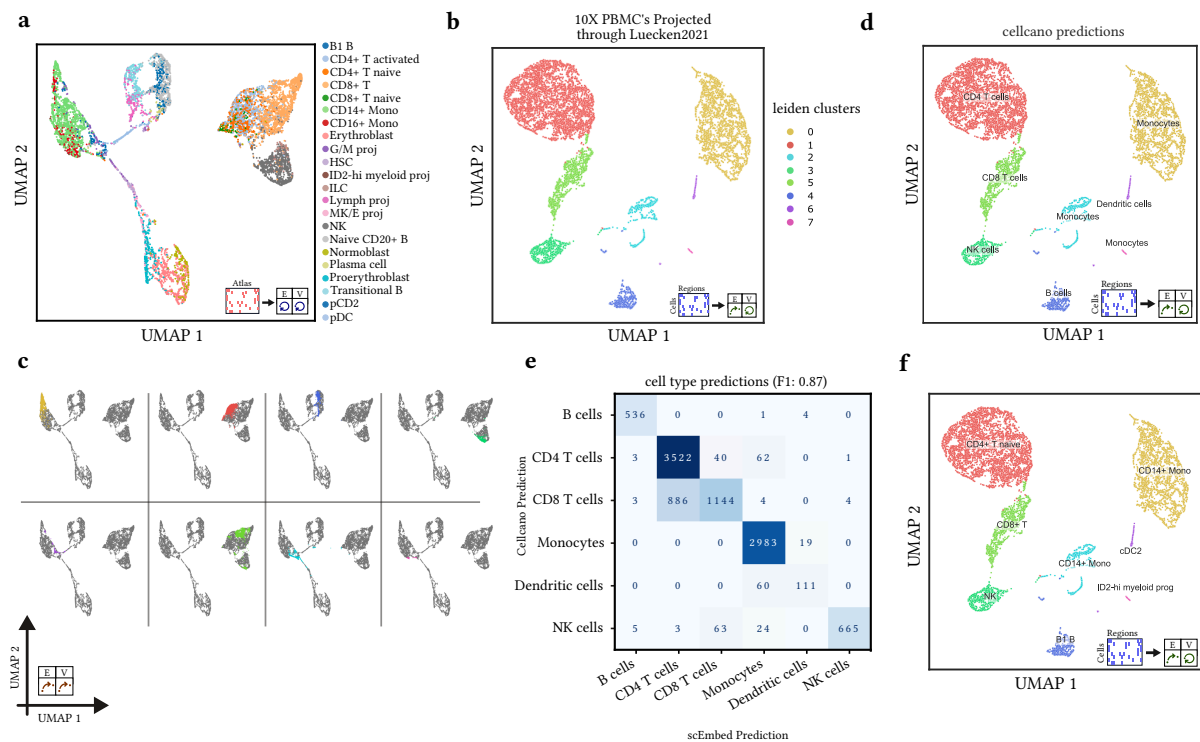 a
UMAP 2
UMAP 1
B1 B
CD4+ T activated
CD4+ T naive
CD8+ T
CD8+ T naive
CD14+ Mono
CD16+ Mono
Erythroblast
G/M proj
HSC
ID2-hi myeloid proj
ILC
Lymph proj
MK/E proj
NK
Naive CD20+ B
Normoblast
Plasma cell
Proerythroblast
Transitional B
pCD2
pDC
Atlas
E V
b
10X PBMC's Projected
through Luecken2021
UMAP 2
UMAP 1
leiden clusters
0
1
2
3
5
4
6
7
Regions
Cells
E V
d
cellcano predictions
UMAP 2
UMAP 1
CD4 T cells
Monocytes
CD8 T cells
Dendritic cells
Monocytes
NK cells
Monocytes
B cells
Regions
Cells
E V
c
UMAP 2
UMAP 1
E V
e
cell type predictions (F1: 0.87)
Cellcano Prediction
B cells 536 0 0 1 4 0
CD4 T cells 3 3522 40 62 0 1
CD8 T cells 3 886 1144 4 0 4
Monocytes 0 0 0 2983 19 0
Dendritic cells 0 0 0 60 111 0
NK cells 5 3 63 24 0 665
B cells
CD4 T cells
CD8 T cells
Monocytes
Dendritic cells
NK cells
scEmbed Prediction
f
UMAP 2
UMAP 1
CD4+ T naive
CD14+ Mono
CD8+ T
cDC2
CD14+ Mono
NK
ID2-hi myeloid prog
B1 B
Regions
Cells
E V